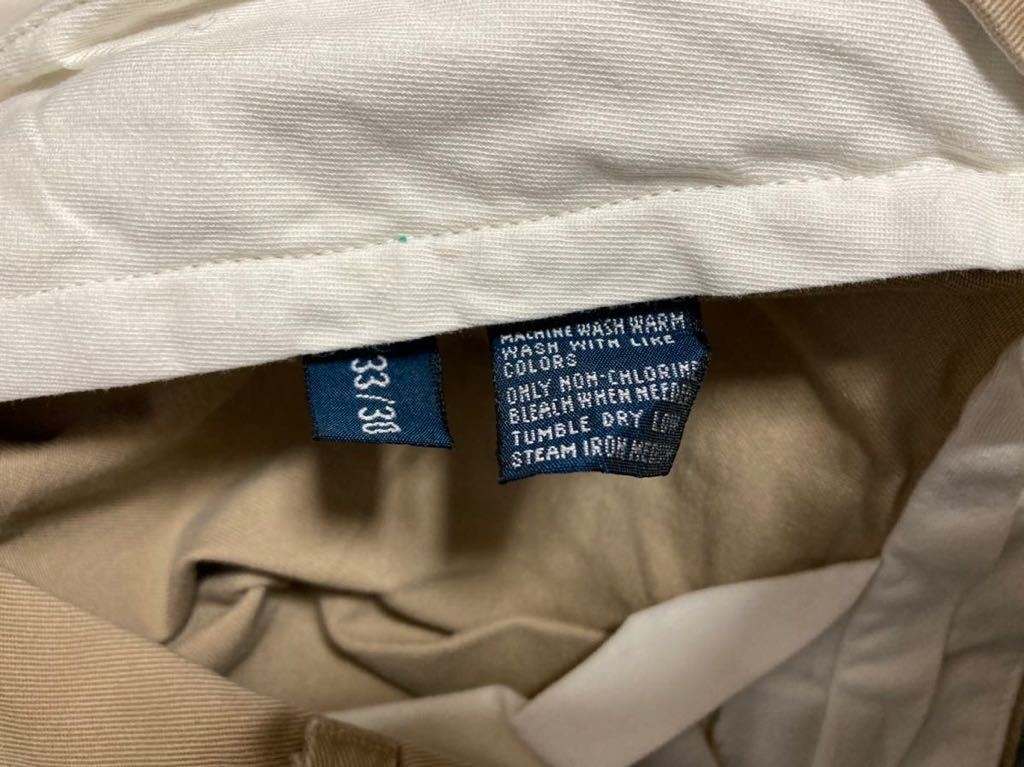 33/30
MACHINE WASH WARM
WASH WITH LIKE
COLORS
ONLY NON-CHLORINE
BLEACH WHEN NEEDED
TUMBLE DRY LOW
STEAM IRON